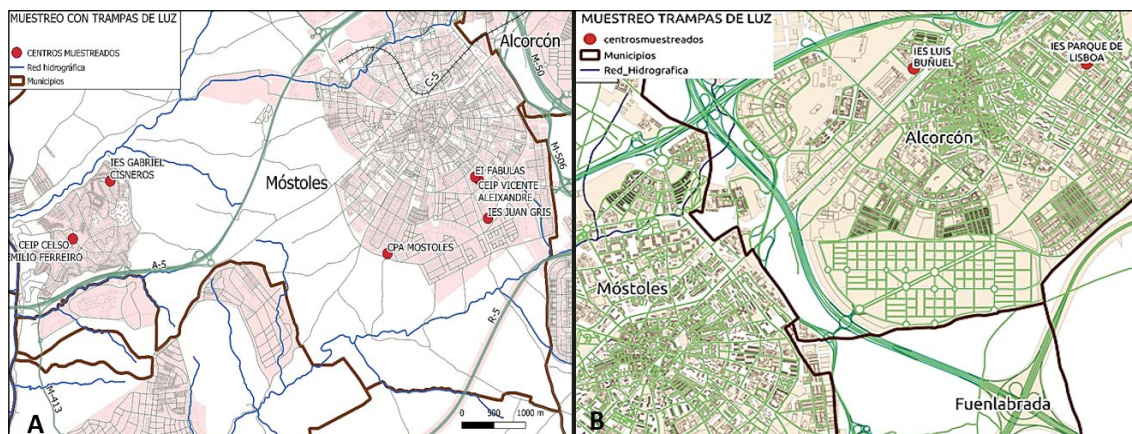 MUESTREO CON TRAMPAS DE LUZ
CENTROS MUESTREADOS
Red hidrográfica
Municipios
Alcorcón
M-50
C-5
M-506
IES GABRIEL
CISNEROS
Móstoles
EI FABULAS
CEIP VICENTE
ALEIXANDRE
IES JUAN GRIS
CEIP CELSO
MILIO FERREIRO
CPA MOSTOLES
A-5
R-5
M-413
0 500 1000 m
A
MUESTREO TRAMPAS DE LUZ
centrosmuestreados
Municipios
Red_Hidrografica
IES LUIS
BUÑUEL
IES PARQUE DE
LISBOA
Alcorcón
Móstoles
Fuenlabrada
B